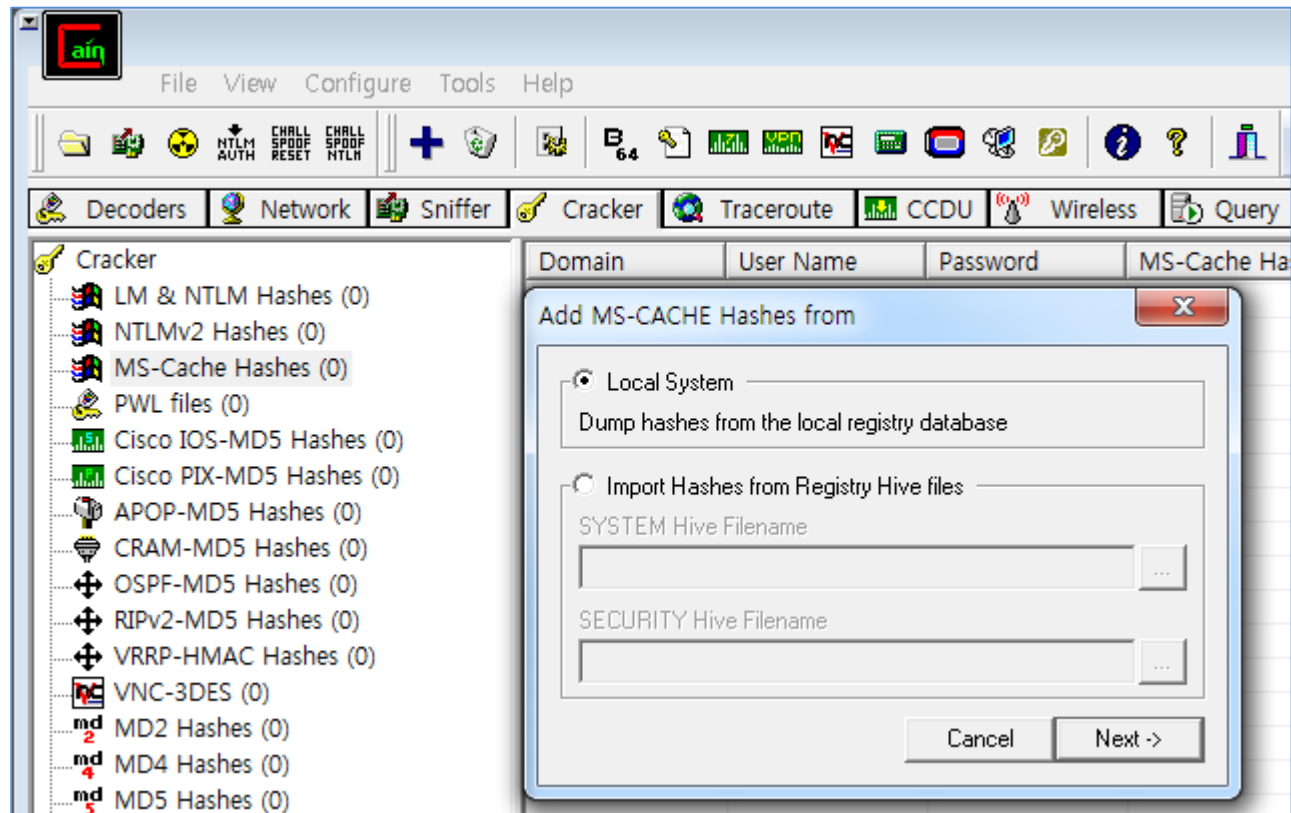 Cain
File View Configure Tools Help
NTLM AUTH CHALL SPOOF RESET CHALL SPOOF NTLM B64 VPN
Decoders Network Sniffer Cracker Traceroute CCDU Wireless Query
Cracker
Domain User Name Password MS-Cache Ha
LM & NTLM Hashes (0)
NTLMv2 Hashes (0)
MS-Cache Hashes (0)
PWL files (0)
Cisco IOS-MD5 Hashes (0)
Cisco PIX-MD5 Hashes (0)
APOP-MD5 Hashes (0)
CRAM-MD5 Hashes (0)
OSPF-MD5 Hashes (0)
RIPv2-MD5 Hashes (0)
VRRP-HMAC Hashes (0)
VNC-3DES (0)
md2 MD2 Hashes (0)
md4 MD4 Hashes (0)
md5 MD5 Hashes (0)
Add MS-CACHE Hashes from
Local System
Dump hashes from the local registry database
Import Hashes from Registry Hive files
SYSTEM Hive Filename
...
SECURITY Hive Filename
...
Cancel Next ->